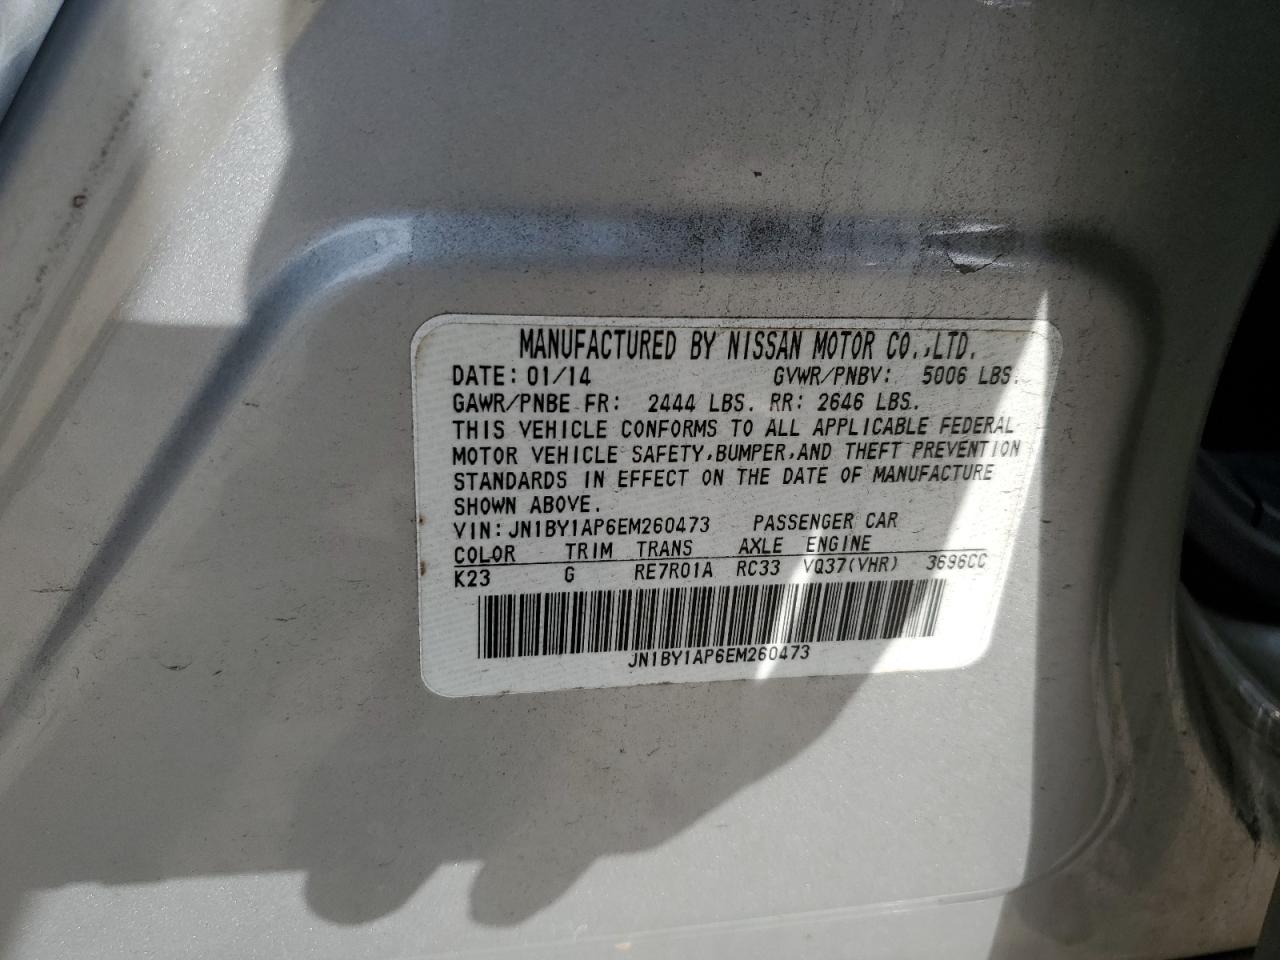 MANUFACTURED BY NISSAN MOTOR CO.,LTD.
DATE: 01/14 GVWR/PNBV: 5006 LBS.
GAWR/PNBE FR: 2444 LBS. RR: 2646 LBS.
THIS VEHICLE CONFORMS TO ALL APPLICABLE FEDERAL
MOTOR VEHICLE SAFETY,BUMPER,AND THEFT PREVENTION
STANDARDS IN EFFECT ON THE DATE OF MANUFACTURE
SHOWN ABOVE.
VIN: JN1BY1AP6EM260473 PASSENGER CAR
COLOR TRIM TRANS AXLE ENGINE
K23 G RE7R01A RC33 VQ37(VHR) 3696CC
JN1BY1AP6EM260473